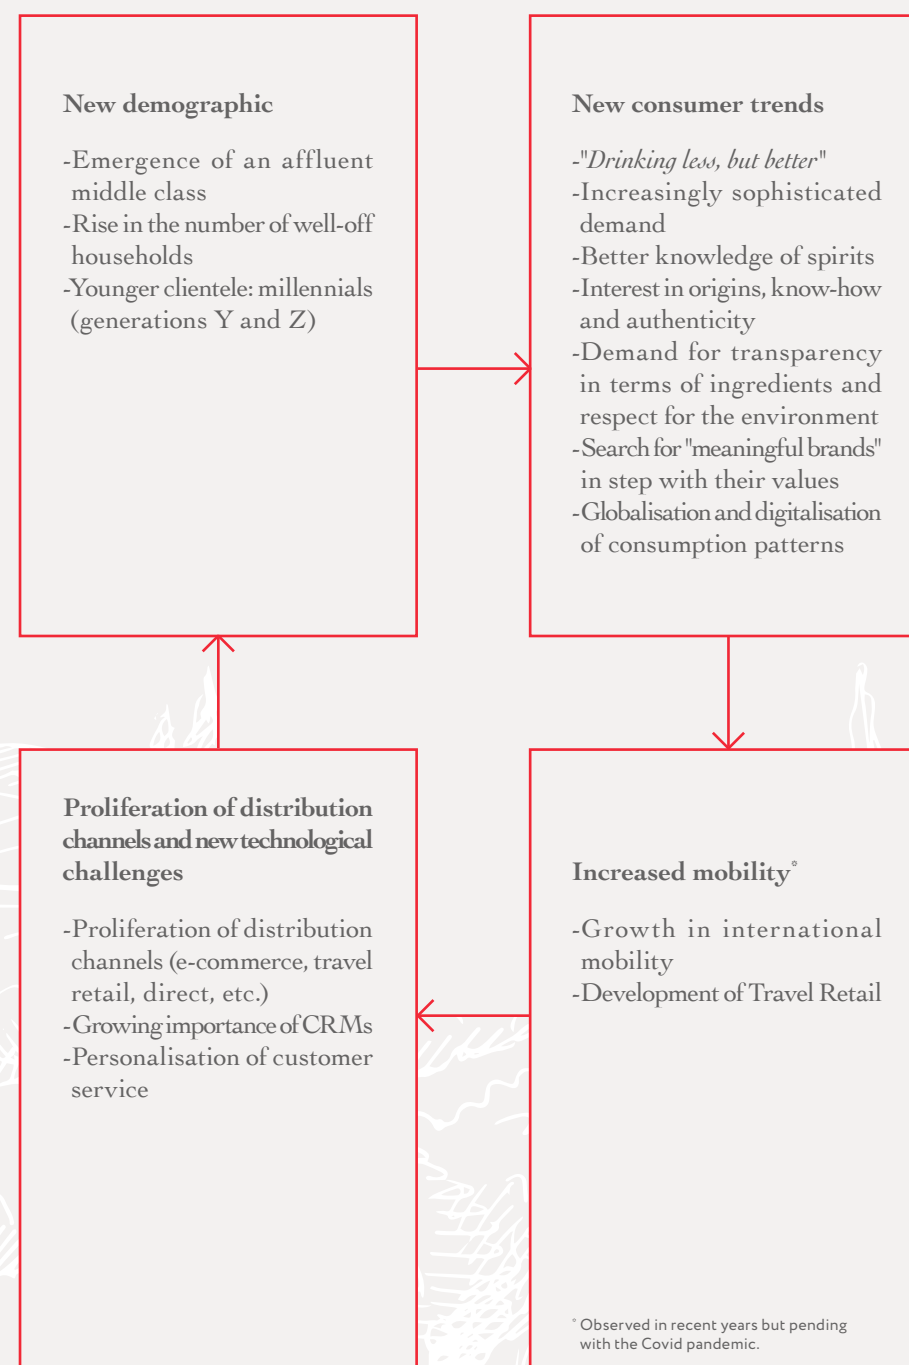 New demographic
-Emergence of an affluent
middle class
-Rise in the number of well-off
households
-Younger clientele: millennials
(generations Y and Z)
New consumer trends
-"Drinking less, but better"
-Increasingly sophisticated
demand
-Better knowledge of spirits
-Interest in origins, know-how
and authenticity
-Demand for transparency
in terms of ingredients and
respect for the environment
-Search for "meaningful brands"
in step with their values
-Globalisation and digitalisation
of consumption patterns
Proliferation of distribution
channels and new technological
challenges
-Proliferation of distribution
channels (e-commerce, travel
retail, direct, etc.)
-Growing importance of CRMs
-Personalisation of customer
service
Increased mobility*
-Growth in international
mobility
-Development of Travel Retail
* Observed in recent years but pending
with the Covid pandemic.